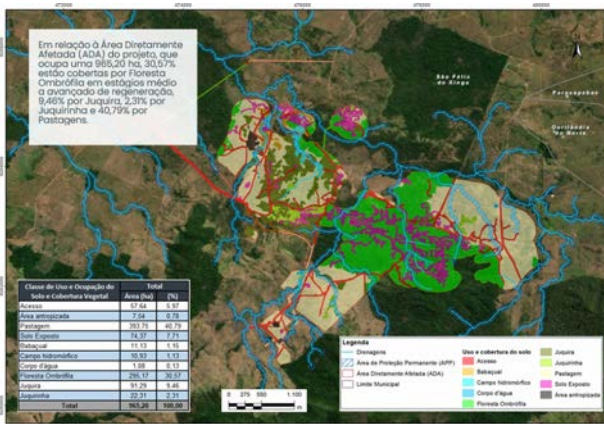 Em relação à Área Diretamente
Afetada (ADA) do projeto, que
ocupa uma 965,20 ha, 30,57%
estão cobertas por Floresta
Ombrófila em estágios médio
a avançado de regeneração,
9,46% por Juquira, 2,31% por
Juquirinha e 40,79% por
Pastagens.
São Félix
do Xingu
Parauapebas
Ourilândia
do Norte
Classe de Uso e Ocupação do
Solo e Cobertura Vegetal
Total
Área (ha) (%)
Acesso 57,64 5,97
Área antropizada 7,54 0,78
Pastagem 393,75 40,79
Solo Exposto 74,37 7,71
Babaçual 11,13 1,15
Campo hidromórfico 10,93 1,13
Corpo d'água 0,13
Floresta Ombrófila 295,17 30,57
Juquira 91,29 9,46
Juquirinha 22,31 2,31
Total 965,20 100,00
0 275 550 1.100
m
Legenda
Drenagens
Área de Proteção Permanente (APP)
Área Diretamente Afetada (ADA)
Limite Municipal
Uso e cobertura do solo
Acesso
Babaçual
Campo hidromórfico
Corpo d'água
Floresta Ombrófila
Juquira
Juquirinha
Pastagem
Solo Exposto
Área antropizada